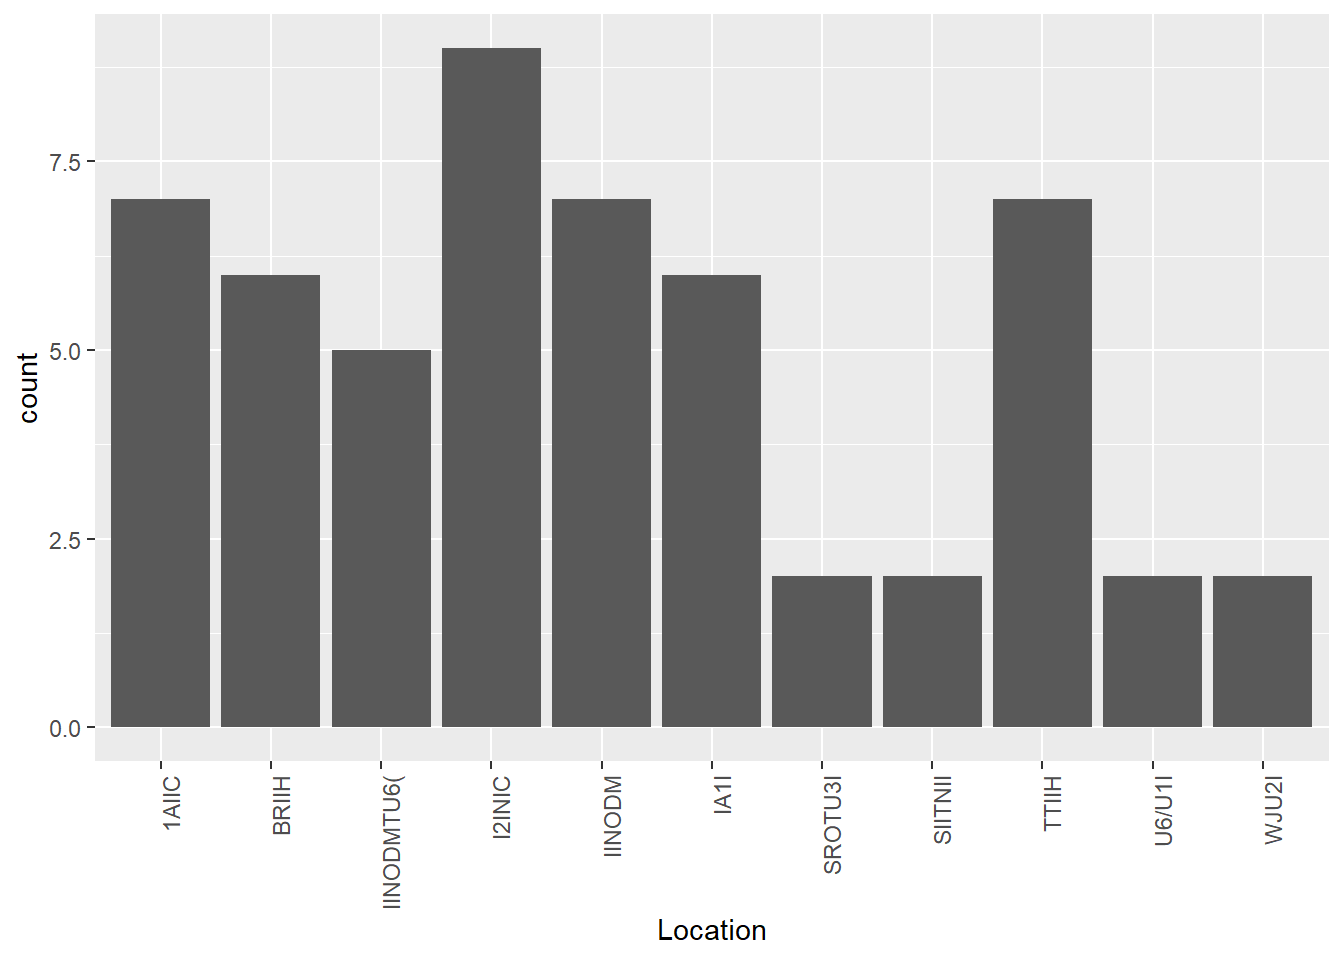 7.5
5.0
2.5
0.0
count
1AIIC
BRIIH
IINODMTU6(
I2INIC
IINODM
IA1I
SROTU3I
SIITNII
TTIIH
U6/U1I
WJU2I
Location